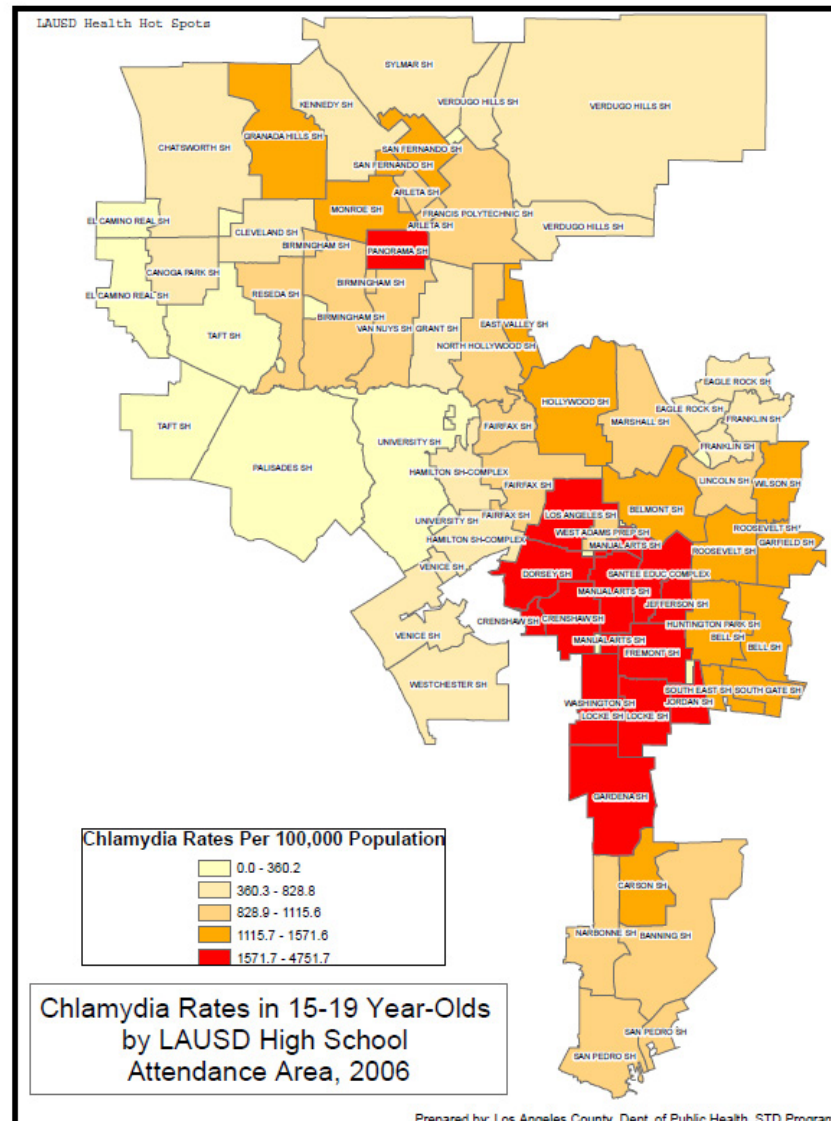 LAUSD Health Hot Spots
SYLMAR SH
VERDUGO HILLS SH
KENNEDY SH
VERDUGO HILLS SH
GRANADA HILLS SH
CHATSWORTH SH
SAN FERNANDO SH
SAN FERNANDO SH
ARLETA SH
MONROE SH
FRANCIS POLYTECHNIC SH
EL CAMINO REAL SH
ARLETA SH
VERDUGO HILLS SH
CLEVELAND SH
BIRMINGHAM SH
PANORAMA SH
CANOGA PARK SH
BIRMINGHAM SH
EL CAMINO REAL SH
RESEDA SH
BIRMINGHAM SH
EAST VALLEY SH
VAN NUYS SH
GRANT SH
TAFT SH
NORTH HOLLYWOOD SH
EAGLE ROCK SH
HOLLYWOOD SH
EAGLE ROCK SH
MARSHALL SH
FRANKLIN SH
TAFT SH
FAIRFAX SH
UNIVERSITY SH
FRANKLIN SH
PALISADES SH
HAMILTON SH-COMPLEX
LINCOLN SH
WILSON SH
FAIRFAX SH
BELMONT SH
FAIRFAX SH
LOS ANGELES SH
UNIVERSITY SH
ROOSEVELT SH
WEST ADAMS PREP SH
HAMILTON SH-COMPLEX
MANUAL ARTS SH
GARFIELD SH
ROOSEVELT SH
VENICE SH
DORSEY SH
SANTEE EDUC COMPLEX
MANUAL ARTS SH
JEFFERSON SH
CRENSHAW SH
CRENSHAW SH
HUNTINGTON PARK SH
VENICE SH
MANUAL ARTS SH
BELL SH
BELL SH
FREMONT SH
WESTCHESTER SH
SOUTH EAST SH
SOUTH GATE SH
WASHINGTON SH
JORDAN SH
LOCKE SH
LOCKE SH
GARDENA SH
Chlamydia Rates Per 100,000 Population
0.0 - 360.2
360.3 - 828.8
828.9 - 1115.6
1115.7 - 1571.6
1571.7 - 4751.7
CARSON SH
NARBONNE SH
BANNING SH
SAN PEDRO SH
SAN PEDRO SH
Chlamydia Rates in 15-19 Year-Olds
by LAUSD High School
Attendance Area, 2006
Prepared by: Los Angeles County, Dept. of Public Health, STD Program